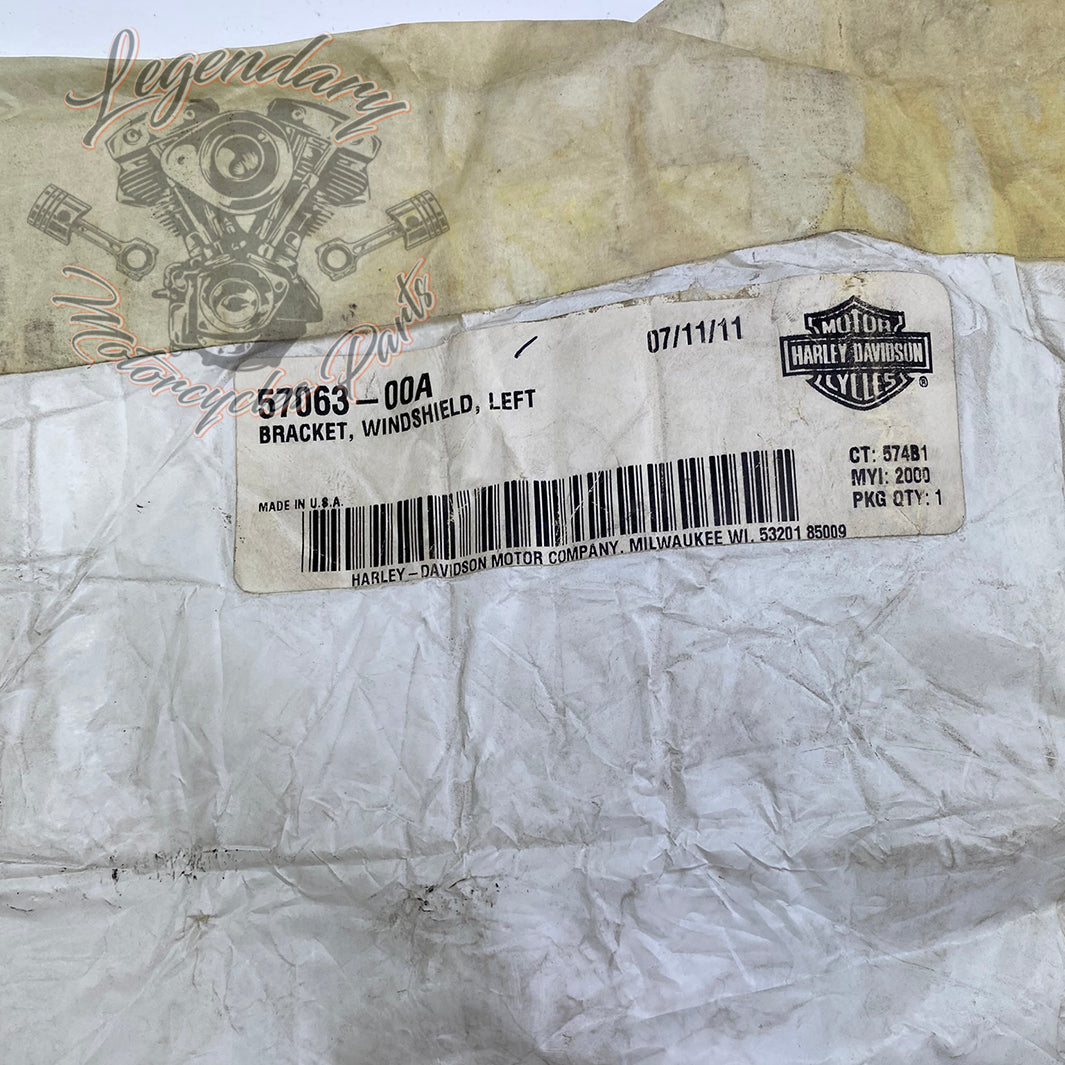 Legendary
Motorcycles Parts
07/11/11
MOTOR
HARLEY-DAVIDSON
CYCLES®
57063-00A
BRACKET, WINDSHIELD, LEFT
CT: 574B1
MYI: 2000
PKG QTY: 1
MADE IN U.S.A.
HARLEY-DAVIDSON MOTOR COMPANY. MILWAUKEE WI. 53201 85009